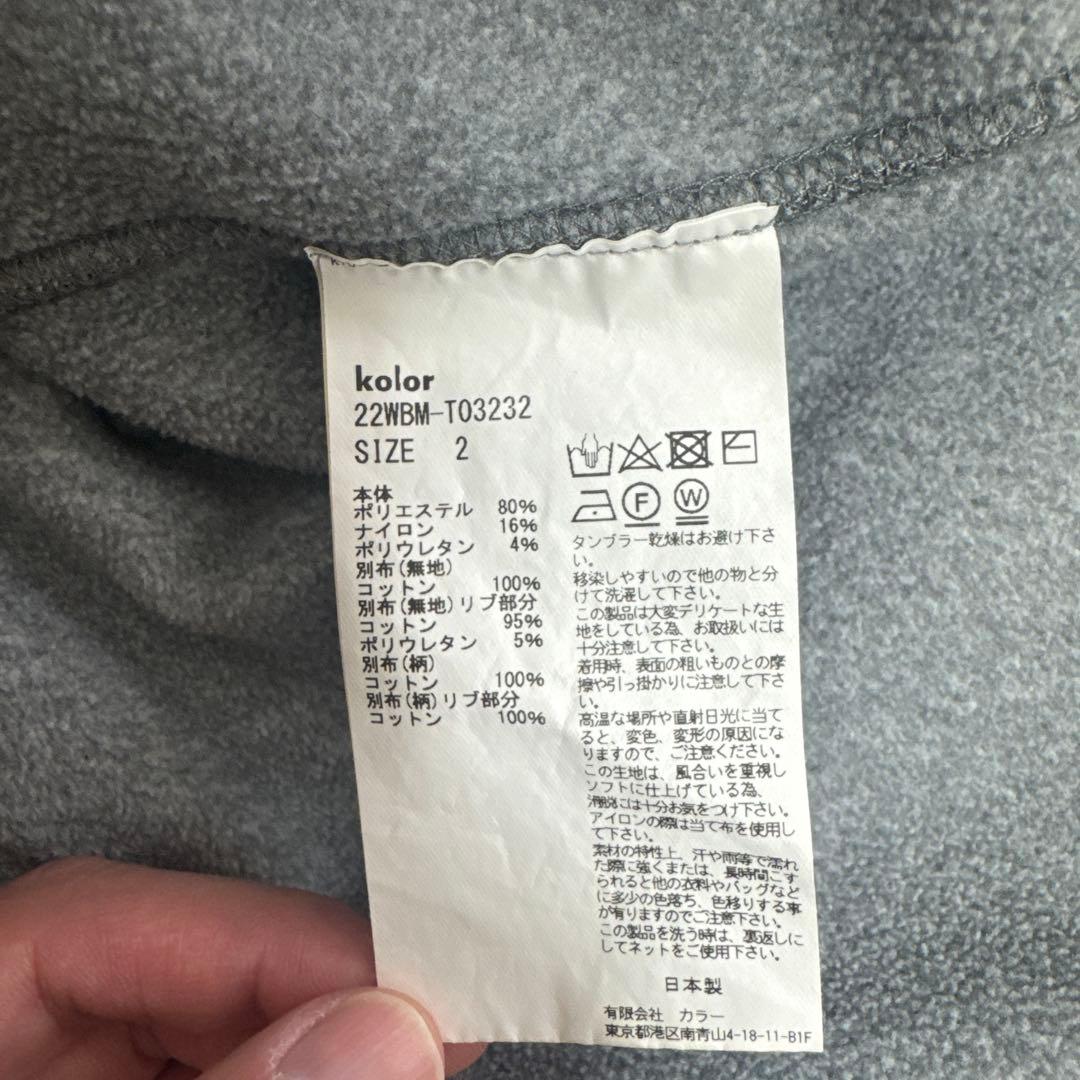 kolor
22WBM-T03232
SIZE 2
本体
ポリエステル 80%
ナイロン 16%
ポリウレタン 4%
別布(無地)
コットン 100%
別布(無地)リブ部分
コットン 95%
ポリウレタン 5%
別布(柄)
コットン 100%
別布(柄)リブ部分
コットン 100%
F W
タンブラー乾燥はお避け下さ
い。
移染しやすいので他の物と分
けて洗濯して下さい。
この製品は大変デリケートな生
地をしている為、お取扱いには
十分注意して下さい。
着用時、表面の粗いものとの摩
擦や引っ掛かりに注意して下さ
い。
高温な場所や直射日光に当て
ると、変色、変形の原因にな
りますので、ご注意ください。
この生地は、風合いを重視し
ソフトに仕上げている為、
滑脱には十分お気をつけ下さい。
アイロンの際は当て布を使用し
て下さい。
素材の特性上、汗や雨等で濡れ
た際に強くまたは、長時間こす
られると他の衣料やバッグなど
に多少の色落ち、色移りする事
が有りますのでご注意下さい。
この製品を洗う時は、裏返しに
してネットをご使用下さい。
日本製
有限会社 カラー
東京都港区南青山4-18-11-B1F